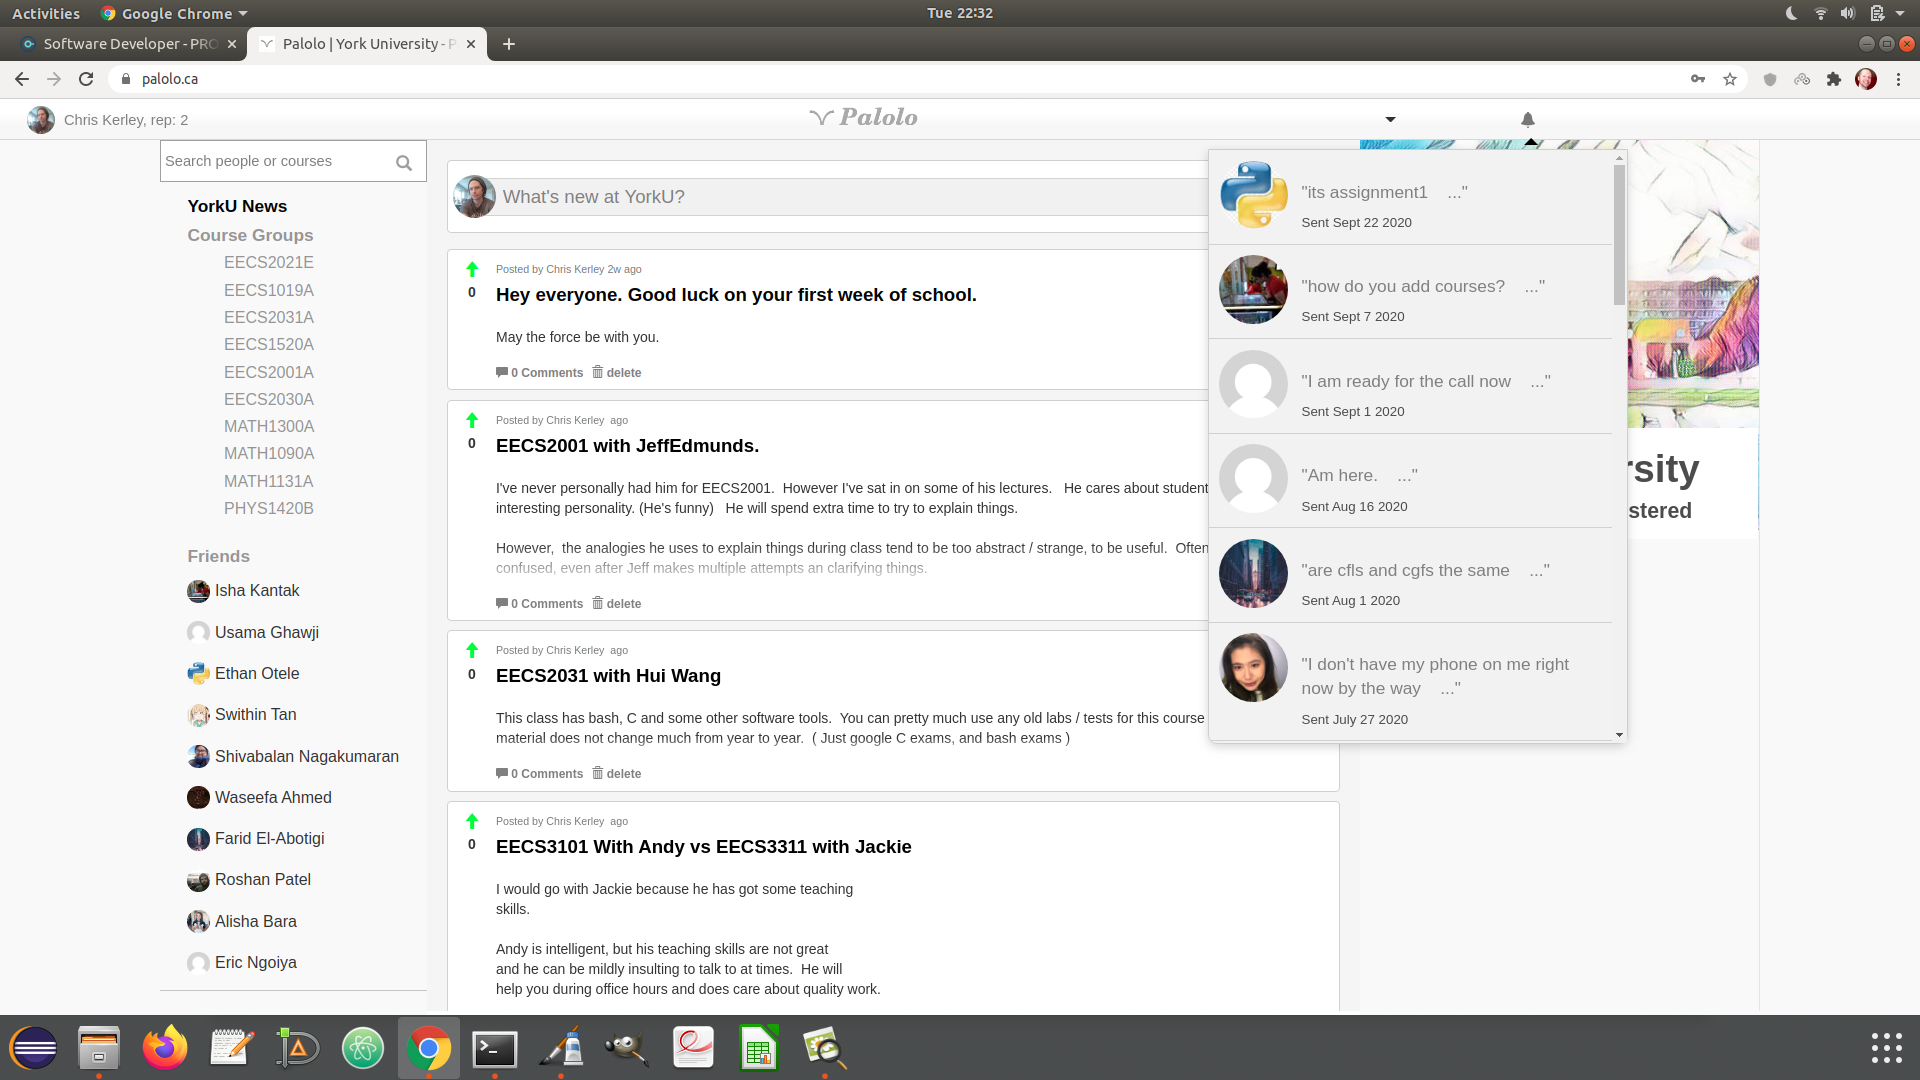 Activities
Google Chrome
Tue 22:32
Software Developer - PRO
Palolo | York University - P
palolo.ca
Chris Kerley, rep: 2
Palolo
Search people or courses
YorkU News
Course Groups
EECS2021E
EECS1019A
EECS2031A
EECS1520A
EECS2001A
EECS2030A
MATH1300A
MATH1090A
MATH1131A
PHYS1420B
Friends
Isha Kantak
Usama Ghawji
Ethan Otele
Swithin Tan
Shivabalan Nagakumaran
Waseefa Ahmed
Farid El-Abotigi
Roshan Patel
Alisha Bara
Eric Ngoiya
What's new at YorkU?
Posted by Chris Kerley 2w ago
0
Hey everyone. Good luck on your first week of school.
May the force be with you.
0 Comments delete
Posted by Chris Kerley ago
0
EECS2001 with JeffEdmunds.
I've never personally had him for EECS2001. However I've sat in on some of his lectures. He cares about student
interesting personality. (He's funny) He will spend extra time to try to explain things.
However, the analogies he uses to explain things during class tend to be too abstract / strange, to be useful. Often
confused, even after Jeff makes multiple attempts an clarifying things.
0 Comments delete
Posted by Chris Kerley ago
0
EECS2031 with Hui Wang
This class has bash, C and some other software tools. You can pretty much use any old labs / tests for this course
material does not change much from year to year. ( Just google C exams, and bash exams )
0 Comments delete
Posted by Chris Kerley ago
0
EECS3101 With Andy vs EECS3311 with Jackie
I would go with Jackie because he has got some teaching
skills.
Andy is intelligent, but his teaching skills are not great
and he can be mildly insulting to talk to at times. He will
help you during office hours and does care about quality work.
"its assignment1 ..."
Sent Sept 22 2020
"how do you add courses? ..."
Sent Sept 7 2020
"I am ready for the call now ..."
Sent Sept 1 2020
"Am here. ..."
Sent Aug 16 2020
"are cfls and cgfs the same ..."
Sent Aug 1 2020
"I don't have my phone on me right
now by the way ..."
Sent July 27 2020
rsity
stered